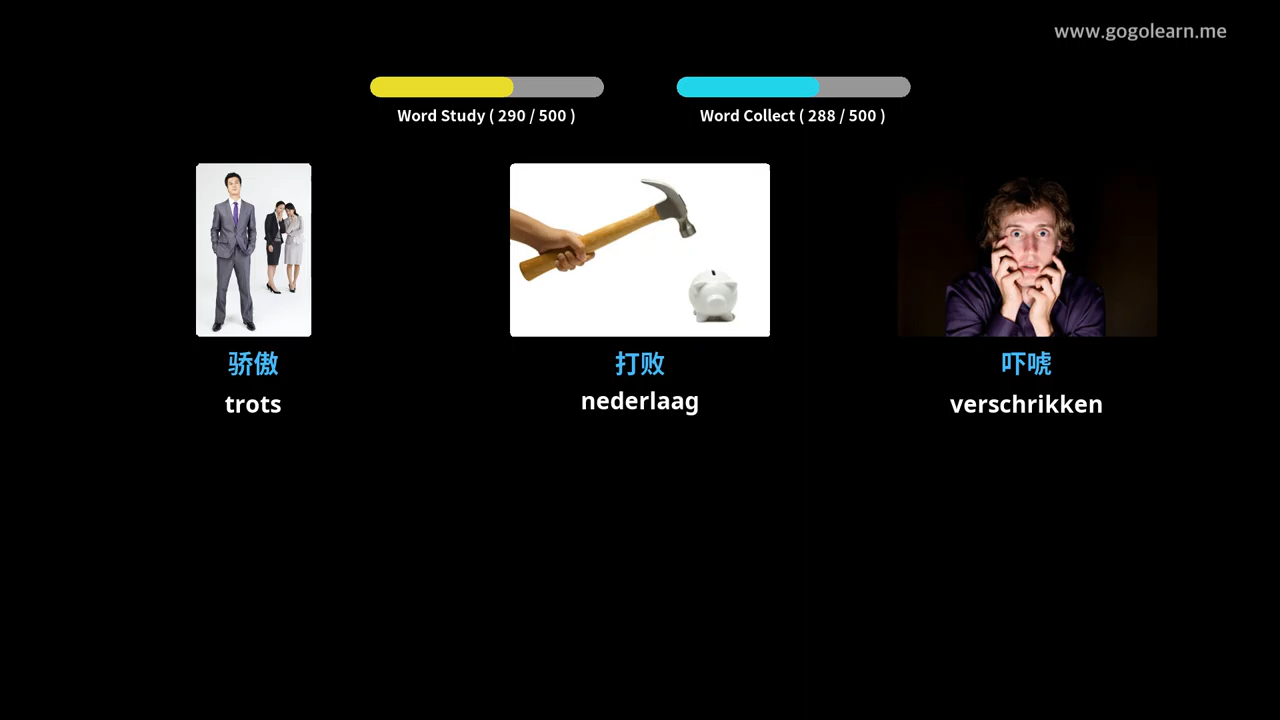 www.gogolearn.me
Word Study ( 290 / 500 )
Word Collect ( 288 / 500 )
骄傲
打败
吓唬
trots
nederlaag
verschrikken